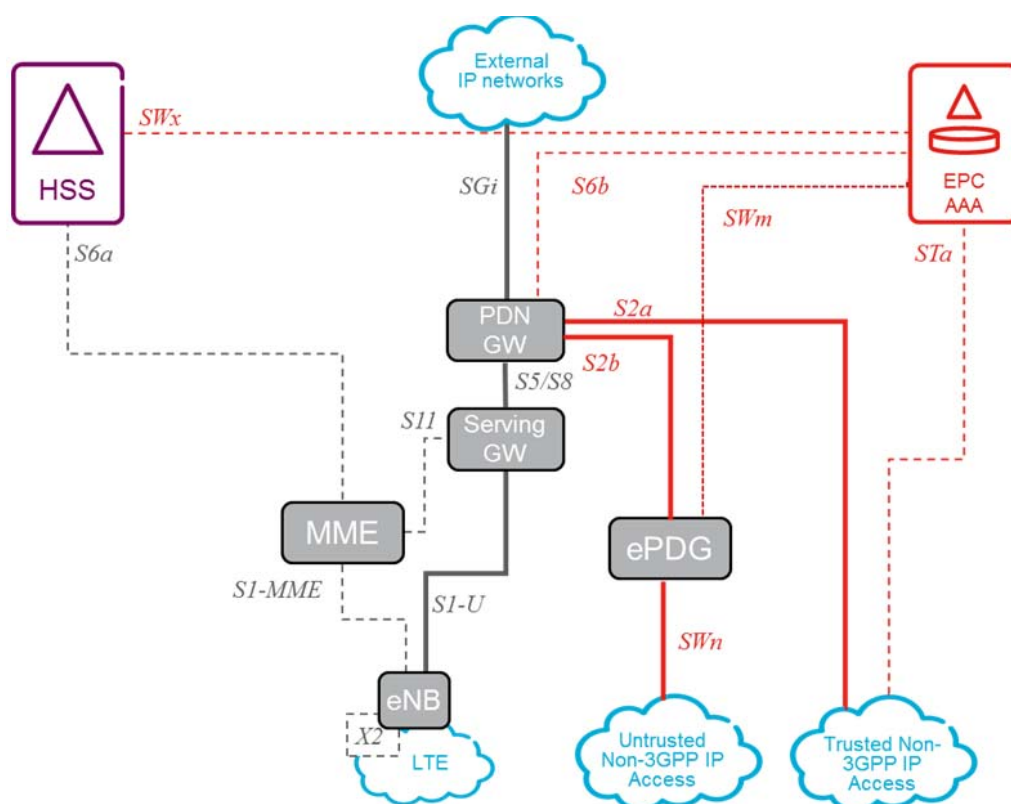 External
IP networks
SWx
HSS
SGi
S6b
SWm
EPC
AAA
S6a
STa
PDN
GW
S2a
S2b
S5/S8
S11
Serving
GW
MME
ePDG
S1-MME
S1-U
SWn
eNB
X2
LTE
Untrusted
Non-3GPP IP
Access
Trusted Non-
3GPP IP
Access